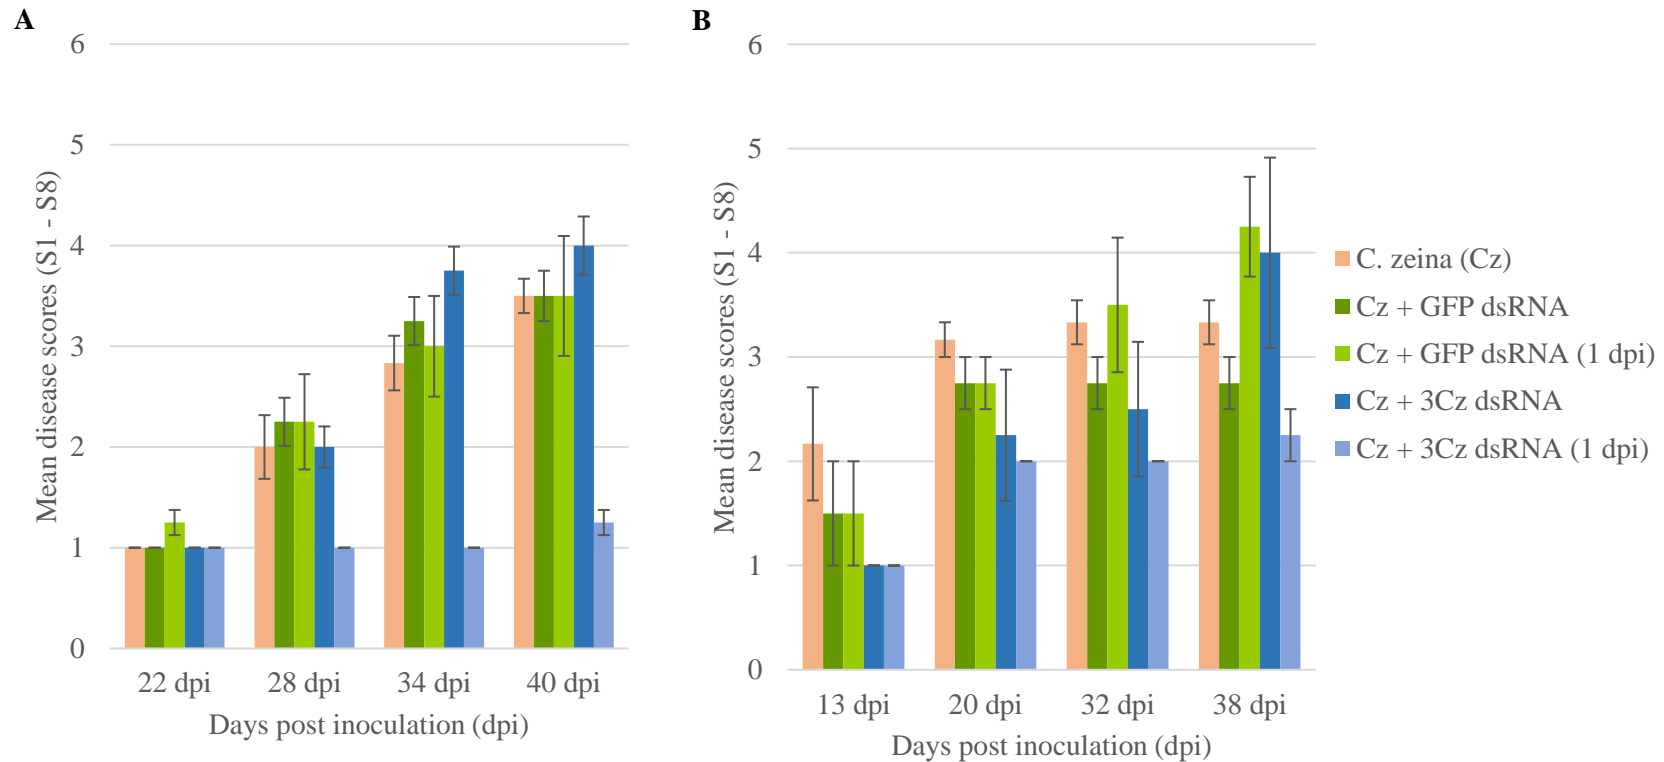 A
6
5
4
3
2
1
0
Mean disease scores (S1 - S8)
22 dpi
28 dpi
34 dpi
40 dpi
Days post inoculation (dpi)
B
6
5
4
3
2
1
0
Mean disease scores (S1 - S8)
13 dpi
20 dpi
32 dpi
38 dpi
Days post inoculation (dpi)
C. zeina (Cz)
Cz + GFP dsRNA
Cz + GFP dsRNA (1 dpi)
Cz + 3Cz dsRNA
Cz + 3Cz dsRNA (1 dpi)